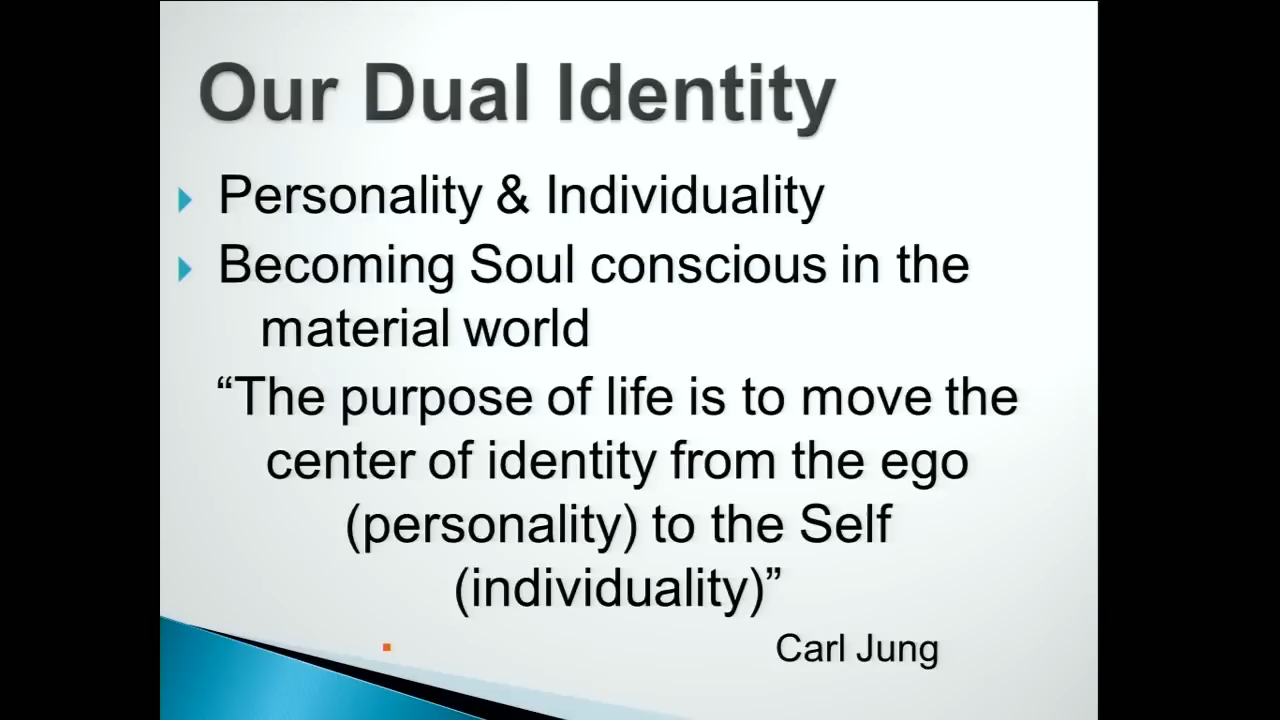 Our Dual Identity
Personality & Individuality
Becoming Soul conscious in the
material world
“The purpose of life is to move the
center of identity from the ego
(personality) to the Self
(individuality)”
Carl Jung